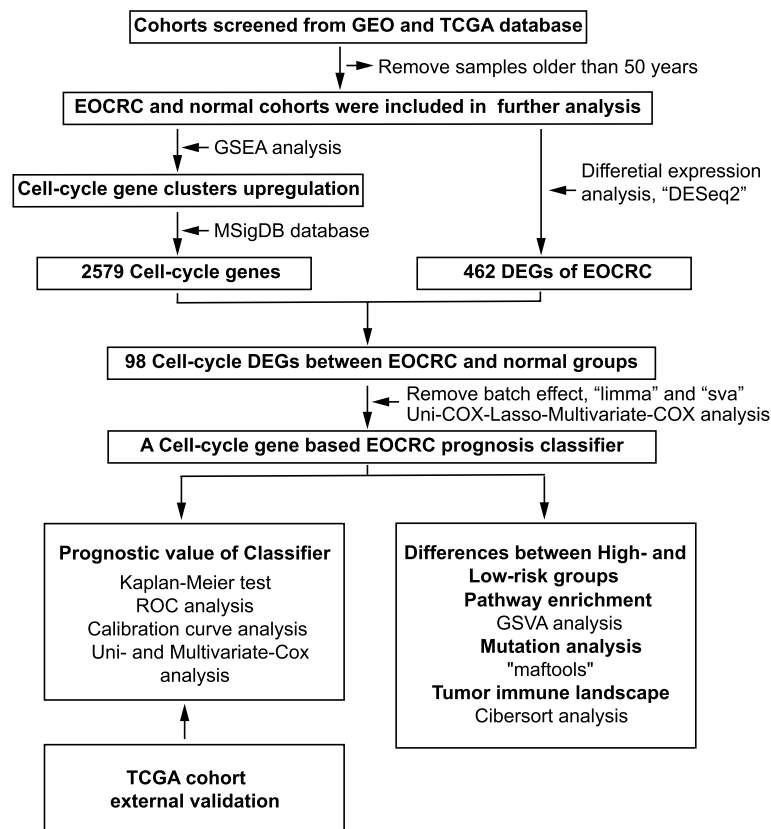 Cohorts screened from GEO and TCGA database
Remove samples older than 50 years
EOCRC and normal cohorts were included in further analysis
GSEA analysis
Differetial expression
analysis, “DESeq2”
Cell-cycle gene clusters upregulation
MSigDB database
2579 Cell-cycle genes
462 DEGs of EOCRC
98 Cell-cycle DEGs between EOCRC and normal groups
Remove batch effect, “limma” and “sva”
Uni-COX-Lasso-Multivariate-COX analysis
A Cell-cycle gene based EOCRC prognosis classifier
Prognostic value of Classifier
Kaplan-Meier test
ROC analysis
Calibration curve analysis
Uni- and Multivariate-Cox
analysis
Differences between High- and
Low-risk groups
Pathway enrichment
GSVA analysis
Mutation analysis
"maftools"
Tumor immune landscape
Cibersort analysis
TCGA cohort
external validation